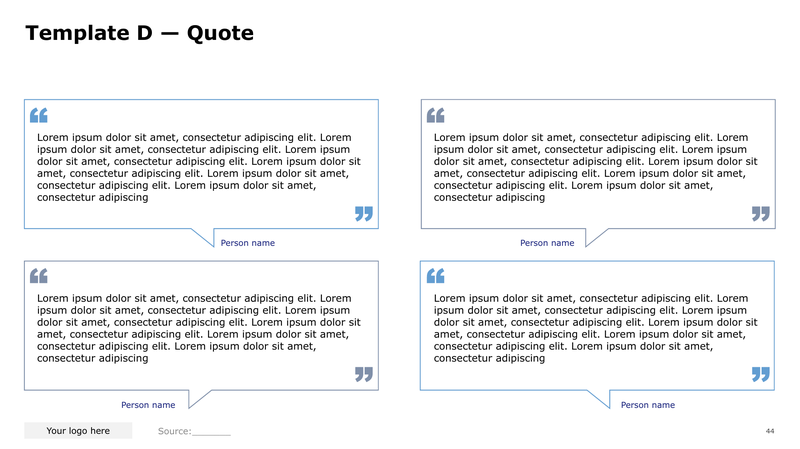 Template D — Quote
Lorem ipsum dolor sit amet, consectetur adipiscing elit. Lorem
ipsum dolor sit amet, consectetur adipiscing elit. Lorem ipsum
dolor sit amet, consectetur adipiscing elit. Lorem ipsum dolor sit
amet, consectetur adipiscing elit. Lorem ipsum dolor sit amet,
consectetur adipiscing elit. Lorem ipsum dolor sit amet,
consectetur adipiscing
Person name
Lorem ipsum dolor sit amet, consectetur adipiscing elit. Lorem
ipsum dolor sit amet, consectetur adipiscing elit. Lorem ipsum
dolor sit amet, consectetur adipiscing elit. Lorem ipsum dolor sit
amet, consectetur adipiscing elit. Lorem ipsum dolor sit amet,
consectetur adipiscing elit. Lorem ipsum dolor sit amet,
consectetur adipiscing
Person name
Lorem ipsum dolor sit amet, consectetur adipiscing elit. Lorem
ipsum dolor sit amet, consectetur adipiscing elit. Lorem ipsum
dolor sit amet, consectetur adipiscing elit. Lorem ipsum dolor sit
amet, consectetur adipiscing elit. Lorem ipsum dolor sit amet,
consectetur adipiscing elit. Lorem ipsum dolor sit amet,
consectetur adipiscing
Person name
Lorem ipsum dolor sit amet, consectetur adipiscing elit. Lorem
ipsum dolor sit amet, consectetur adipiscing elit. Lorem ipsum
dolor sit amet, consectetur adipiscing elit. Lorem ipsum dolor sit
amet, consectetur adipiscing elit. Lorem ipsum dolor sit amet,
consectetur adipiscing elit. Lorem ipsum dolor sit amet,
consectetur adipiscing
Person name
Your logo here
Source:_______
44